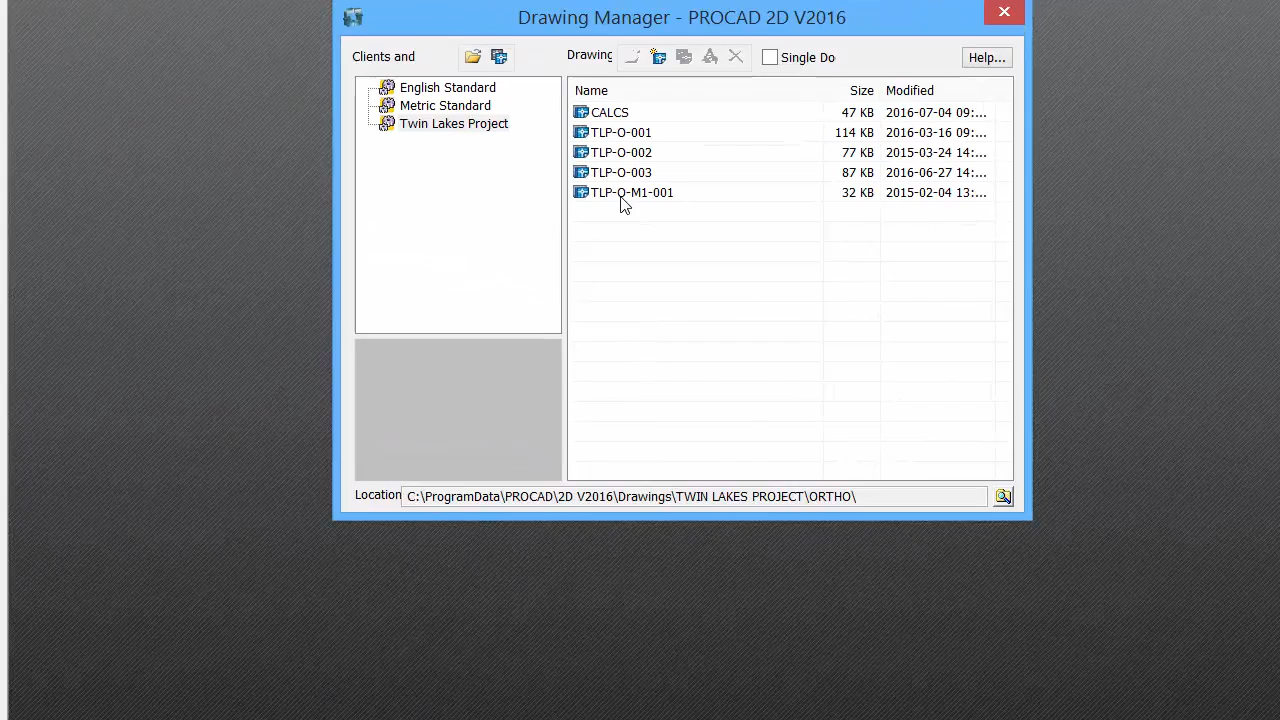 Drawing Manager - PROCAD 2D V2016
Clients and
Drawing
Single Do
Help...
English Standard
Metric Standard
Twin Lakes Project
Name Size Modified
CALCS 47 KB 2016-07-04 09:...
TLP-O-001 114 KB 2016-03-16 09:...
TLP-O-002 77 KB 2015-03-24 14:...
TLP-O-003 87 KB 2016-06-27 14:...
TLP-O-M1-001 32 KB 2015-02-04 13:...
Location C:\ProgramData\PROCAD\2D V2016\Drawings\TWIN LAKES PROJECT\ORTHO\